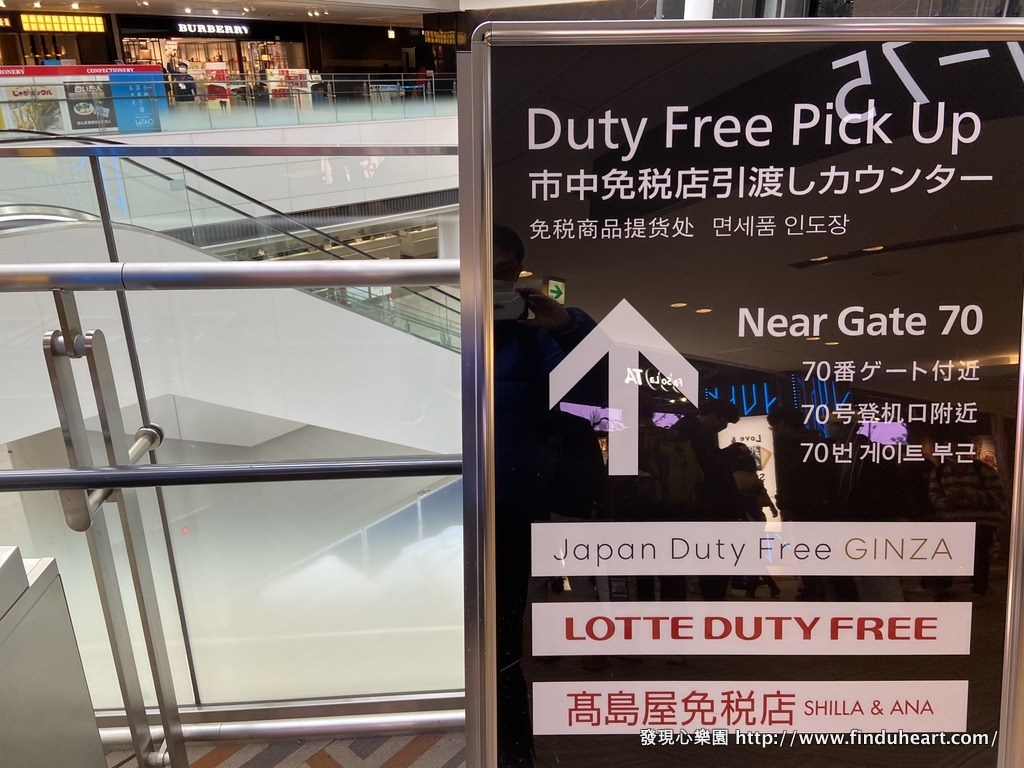 BURBERRY
CONFECTIONERY
Duty Free Pick Up
市中免税店引渡しカウンター
免税商品提货处 면세품 인도장
Near Gate 70
70番ゲート付近
70号登机口附近
70번 게이트 부근
Japan Duty Free GINZA
LOTTE DUTY FREE
髙島屋免税店 SHILLA & ANA
發現心樂園 http://www.finduheart.com/